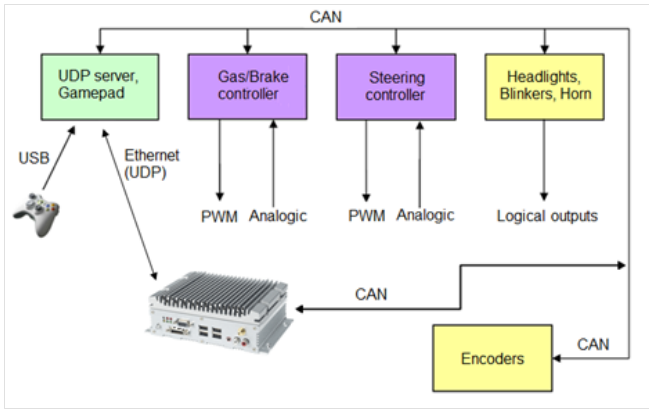 CAN
UDP server,
Gamepad
Gas/Brake
controller
Steering
controller
Headlights,
Blinkers, Horn
USB
Ethernet
(UDP)
PWM
Analogic
PWM
Analogic
Logical outputs
CAN
Encoders
CAN